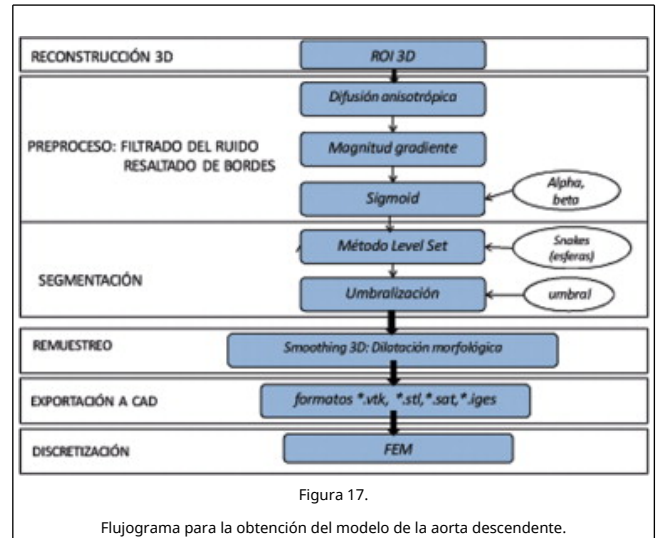 RECONSTRUCCIÓN 3D
ROI 3D
PREPROCESO: FILTRADO DEL RUIDO
RESALTADO DE BORDES
Difusión anisotrópica
Magnitud gradiente
Sigmoid
Alpha,
beta
SEGMENTACIÓN
Método Level Set
Snakes
(esferas)
Umbralización
umbral
REMUESTREO
Smoothing 3D: Dilatación morfológica
EXPORTACIÓN A CAD
formatos *.vtk, *.stl,*.sat,*.iges
DISCRETIZACIÓN
FEM
Figura 17.
Flujograma para la obtención del modelo de la aorta descendente.